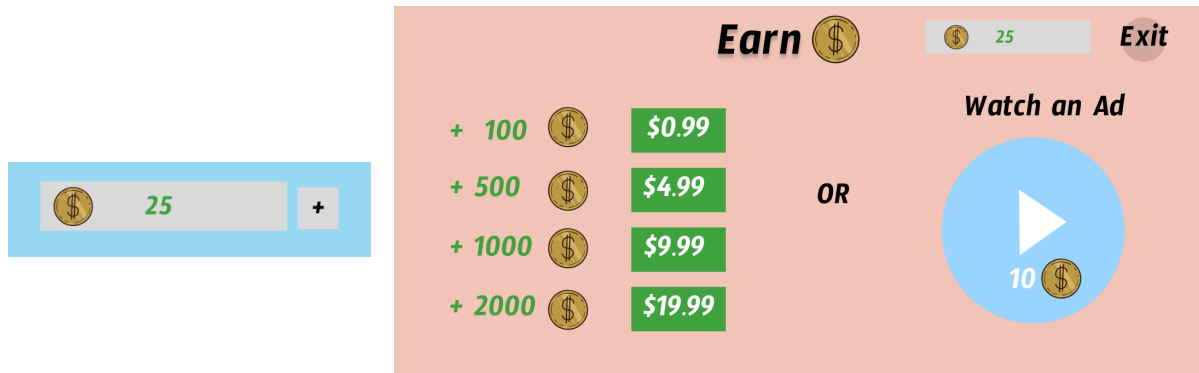 25 +
Earn $ $ 25 Exit
+ 100 $ $0.99
+ 500 $ $4.99
+ 1000 $ $9.99
+ 2000 $ $19.99
OR
Watch an Ad
10 $